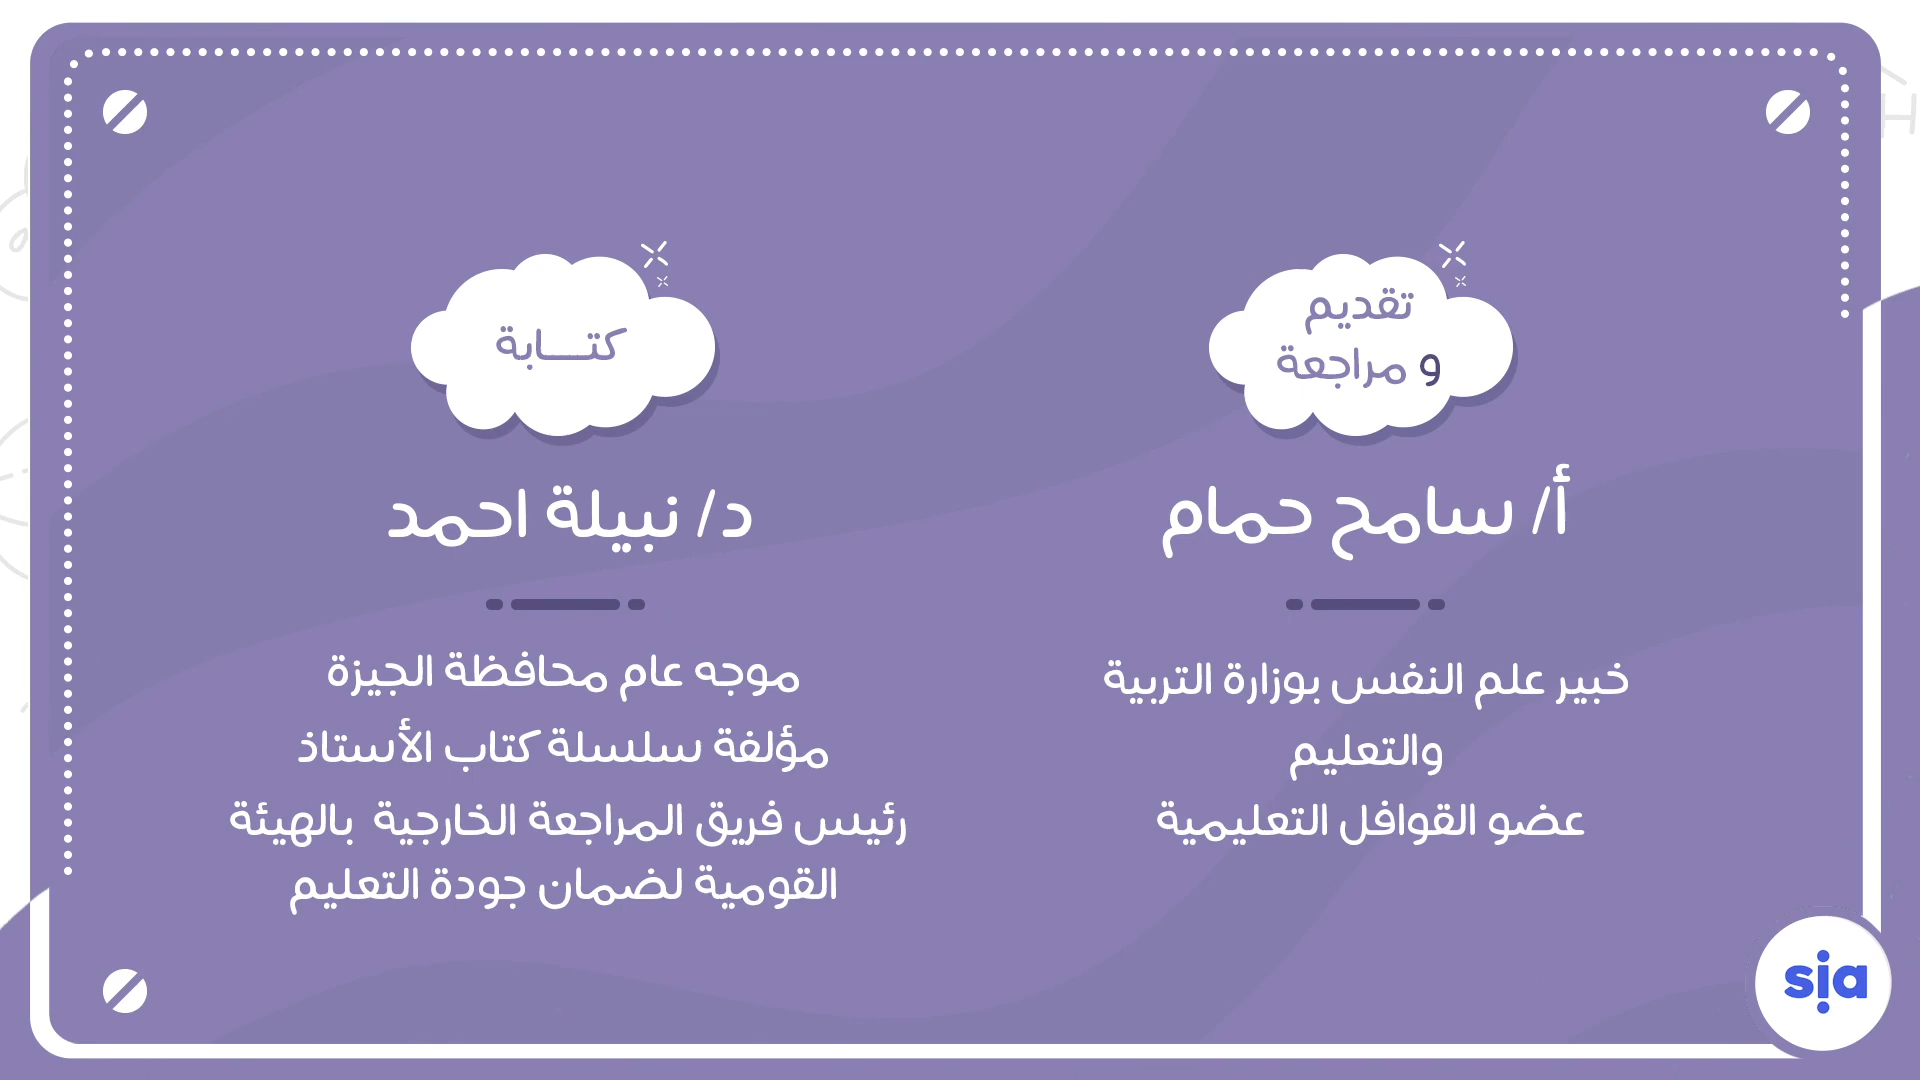 تقديم
و مراجعة
أ/ سامح حمام
خبير علم النفس بوزارة التربية
والتعليم
عضو القوافل التعليمية
كتـــابة
د/ نبيلة احمد
موجه عام محافظة الجيزة
مؤلفة سلسلة كتاب الأستاذ
رئيس فريق المراجعة الخارجية بالهيئة
القومية لضمان جودة التعليم
sia